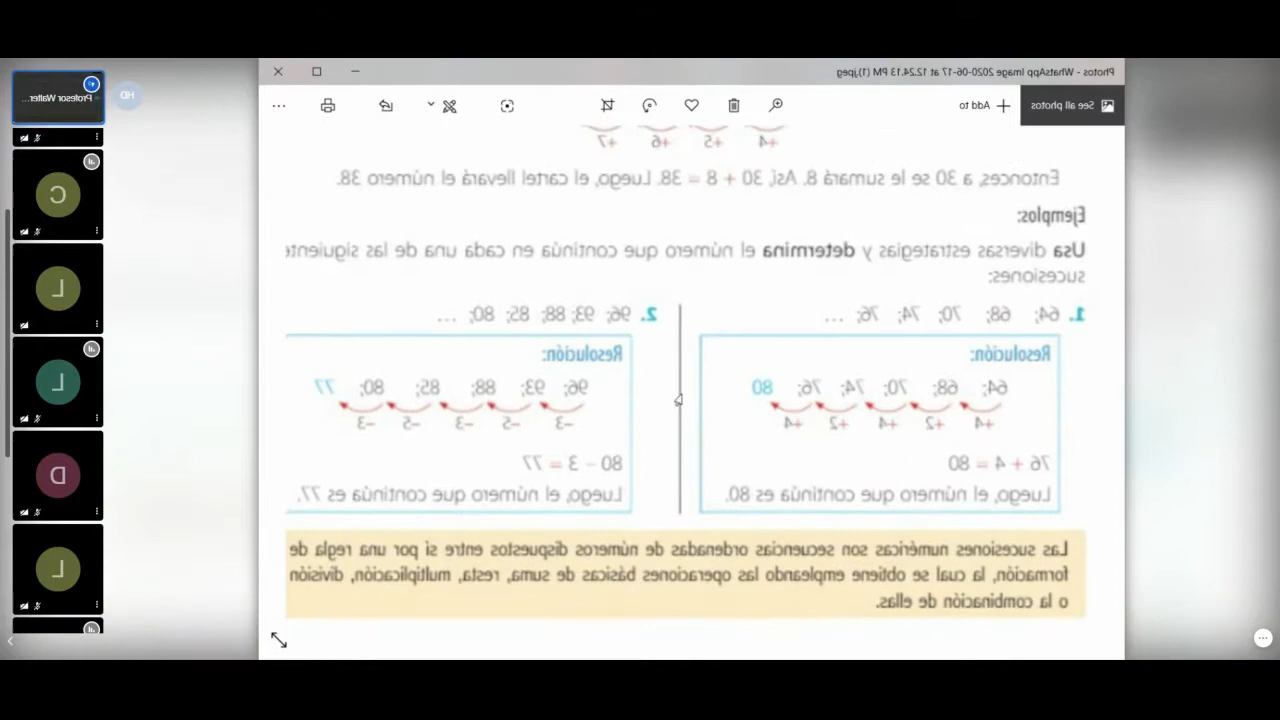 Photos - WhatsApp Image 2020-06-17 at 12.24.13 PM (1).jpeg
See all photos
Add to
Profesor Walter...
HD
C
L
L
D
L
+4 +5 +6 +7
Entonces, a 30 se le sumará 8. Así, 30 + 8 = 38. Luego, el cartel llevará el número 38.
Ejemplos:
Usa diversas estrategias y determina el número que continúa en cada una de las siguiente
sucesiones:
1. 64; 68; 70; 74; 76; ...
Resolución:
64; 68; 70; 74; 76; 80
+4 +2 +4 +2 +4
76 + 4 = 80
Luego, el número que continúa es 80.
2. 96; 93; 88; 85; 80; ...
Resolución:
96; 93; 88; 85; 80; 77
-3 -5 -3 -5 -3
80 - 3 = 77
Luego, el número que continúa es 77.
Las sucesiones numéricas son secuencias ordenadas de números dispuestos entre sí por una regla de
formación, la cual se obtiene empleando las operaciones básicas de suma, resta, multiplicación, división
o la combinación de ellas.